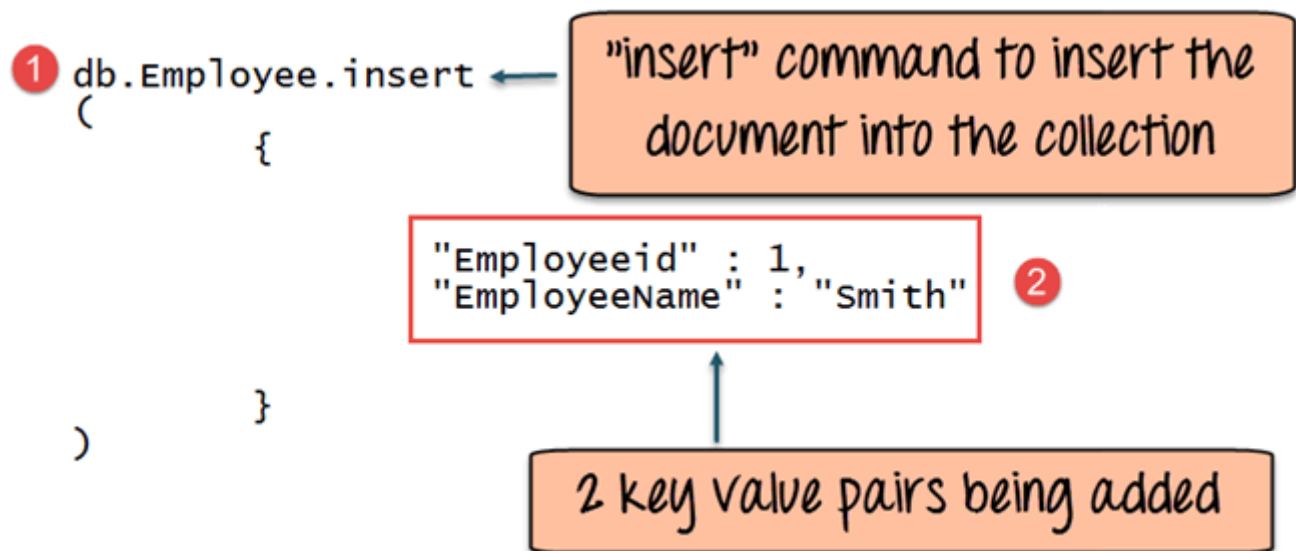 1 db.Employee.insert
"insert" command to insert the
document into the collection
(
{
"Employeeid" : 1,
"EmployeeName" : "Smith"
2
}
)
2 key value pairs being added